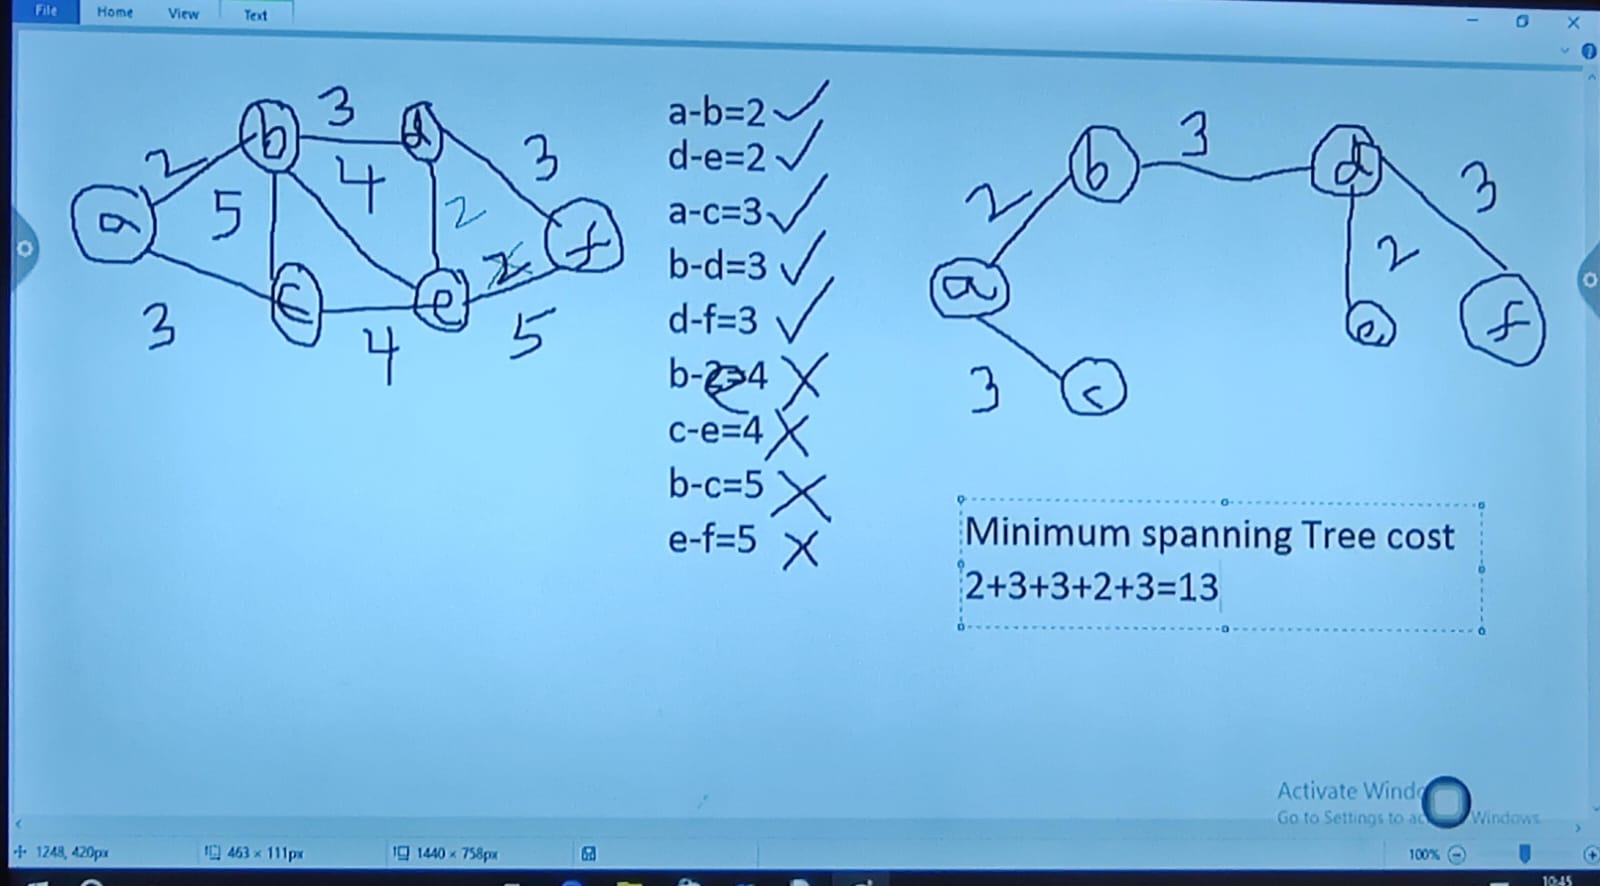 File Home View Text
3
b d
2 4 3
5 2
a f
2
c e
3 4 5
a-b=2
d-e=2
a-c=3
b-d=3
d-f=3
c-e=4
b-c=5
e-f=5
3
b d
2 3
2
a
e f
3 c
Minimum spanning Tree cost
2+3+3+2+3=13
Activate Windo
Go to Settings to ac Windows.
1248, 420px 463 × 111px 1440 × 758px 100%
10:45